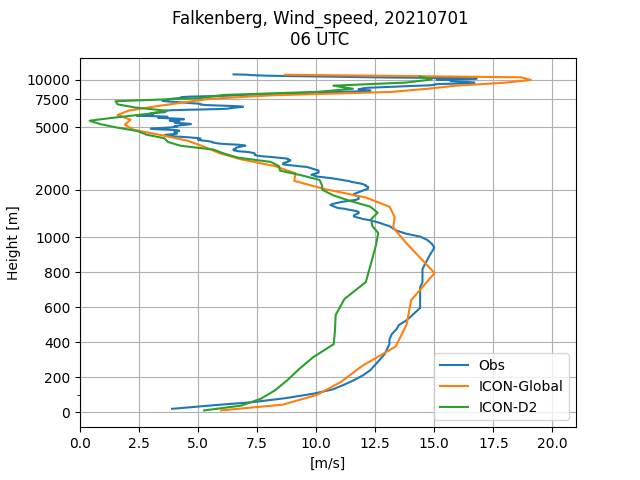 Falkenberg, Wind_speed, 20210701
06 UTC
Height [m]
10000
7500
5000
2000
1000
800
600
400
200
0
0.0 2.5 5.0 7.5 10.0 12.5 15.0 17.5 20.0
[m/s]
Obs
ICON-Global
ICON-D2